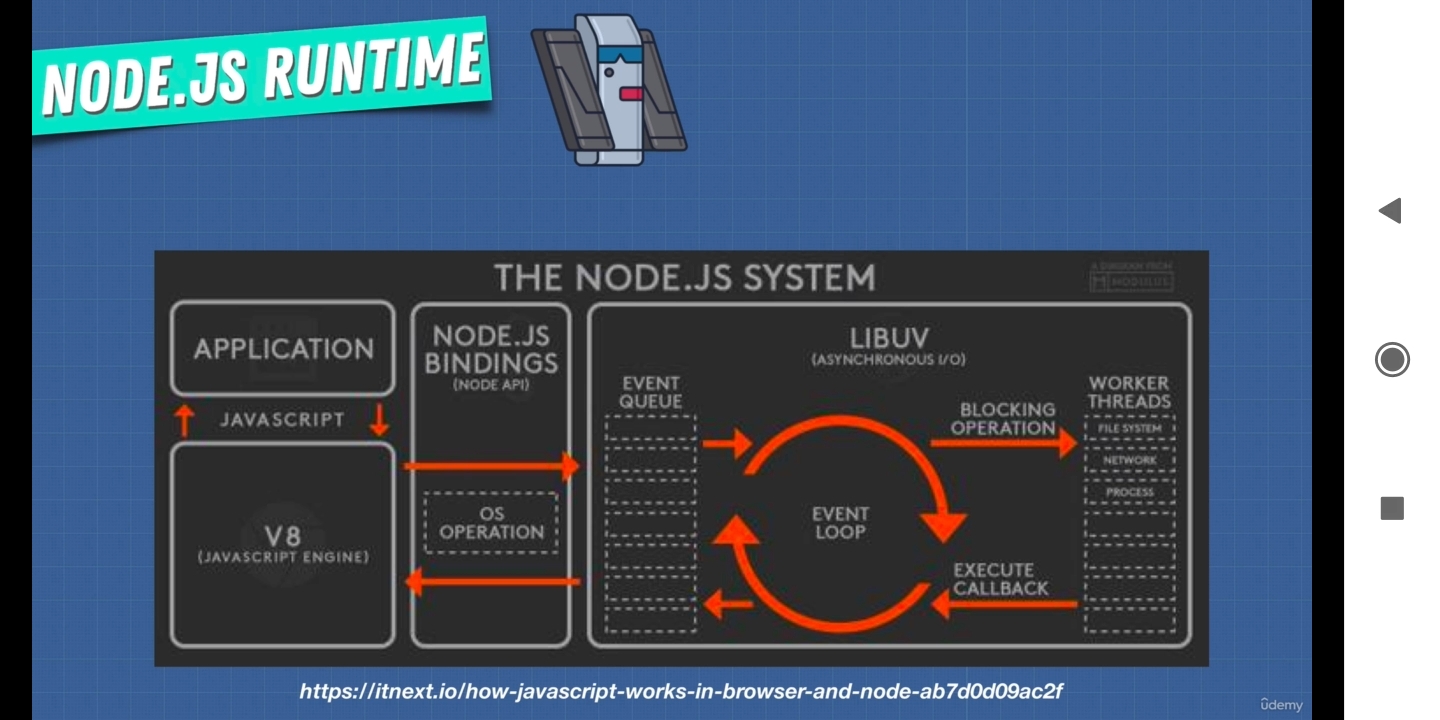 NODE.JS RUNTIME
THE NODE.JS SYSTEM
A DIAGRAM FROM
MODULUS
APPLICATION
JAVASCRIPT
V8
(JAVASCRIPT ENGINE)
NODE.JS
BINDINGS
(NODE API)
OS
OPERATION
LIBUV
(ASYNCHRONOUS I/O)
EVENT
QUEUE
EVENT
LOOP
BLOCKING
OPERATION
EXECUTE
CALLBACK
WORKER
THREADS
FILE SYSTEM
NETWORK
PROCESS
https://itnext.io/how-javascript-works-in-browser-and-node-ab7d0d09ac2f
ûdemy